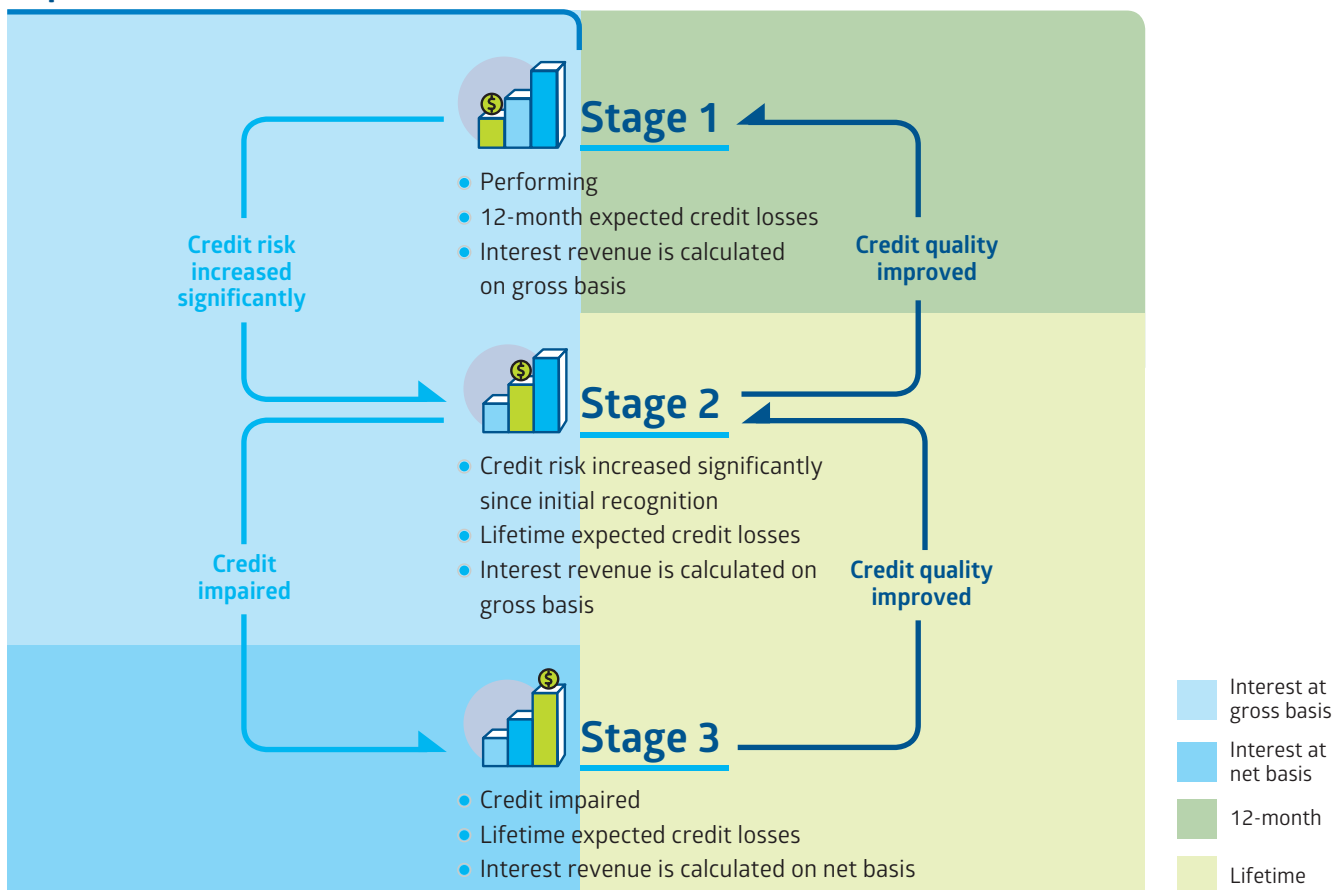 Stage 1
Performing
12-month expected credit losses
Interest revenue is calculated
on gross basis
Credit risk
increased
significantly
Credit quality
improved
Stage 2
Credit risk increased significantly
since initial recognition
Lifetime expected credit losses
Interest revenue is calculated on
gross basis
Credit
impaired
Credit quality
improved
Stage 3
Credit impaired
Lifetime expected credit losses
Interest revenue is calculated on net basis
Interest at
gross basis
Interest at
net basis
12-month
Lifetime